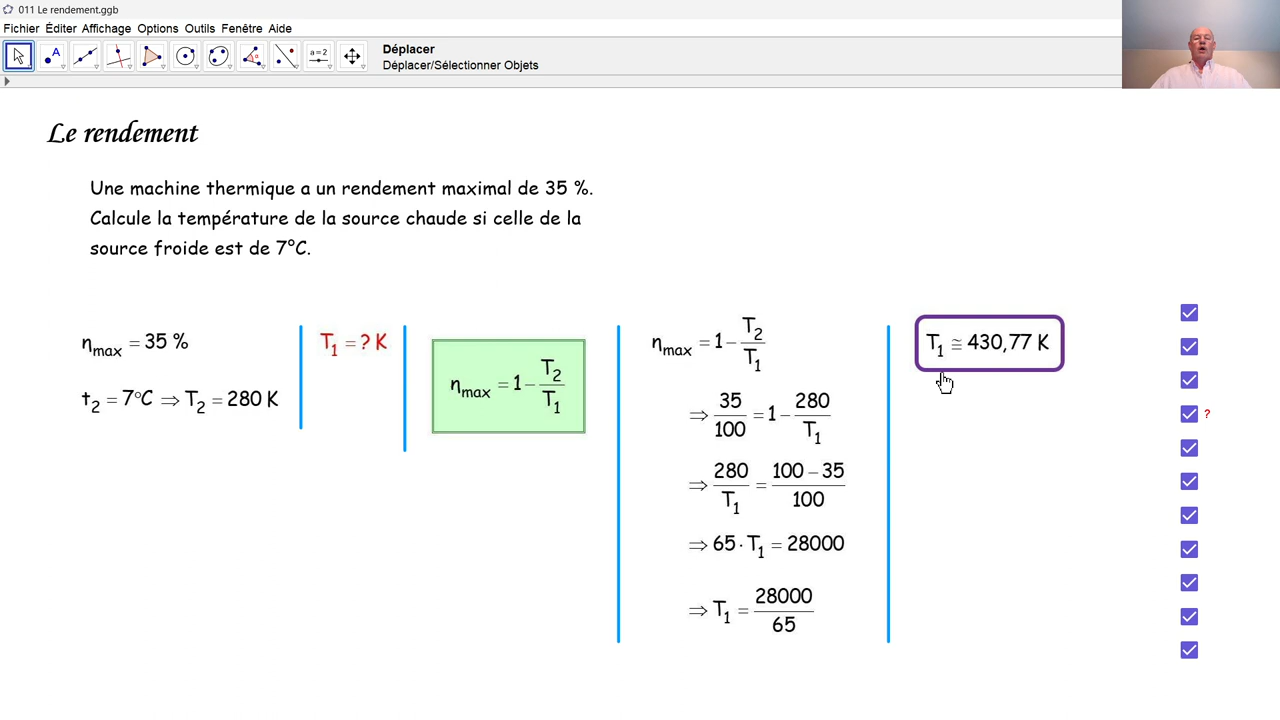 011 Le rendement.ggb
Fichier Éditer Affichage Options Outils Fenêtre Aide
A
a=2
Déplacer
Déplacer/Sélectionner Objets
Le rendement
Une machine thermique a un rendement maximal de 35 %.
Calcule la température de la source chaude si celle de la
source froide est de 7°C.
η_max = 35 %
t₂ = 7°C ⇒ T₂ = 280 K
T₁ = ? K
η_max = 1 − T₂/T₁
η_max = 1 − T₂/T₁
⇒ 35/100 = 1 − 280/T₁
⇒ 280/T₁ = (100 − 35)/100
⇒ 65 · T₁ = 28000
⇒ T₁ = 28000/65
T₁ ≅ 430,77 K
?